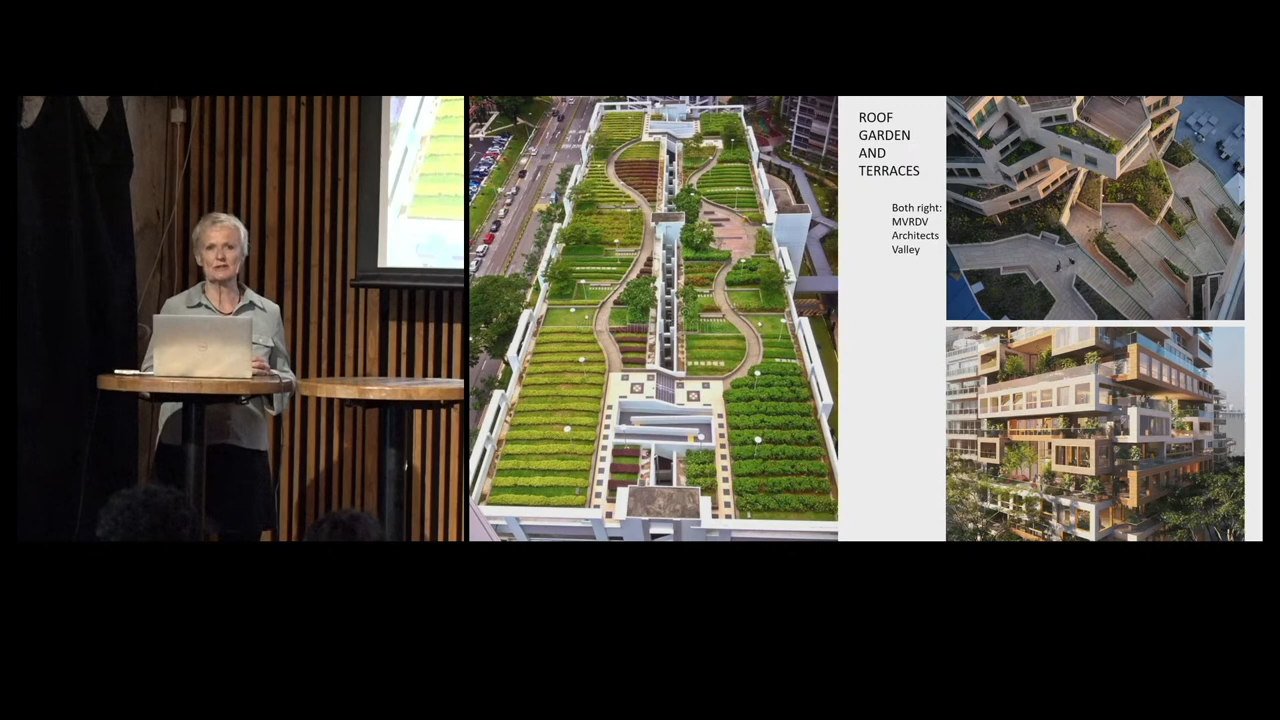 ROOF
GARDEN
AND
TERRACES
Both right:
MVRDV
Architects
Valley